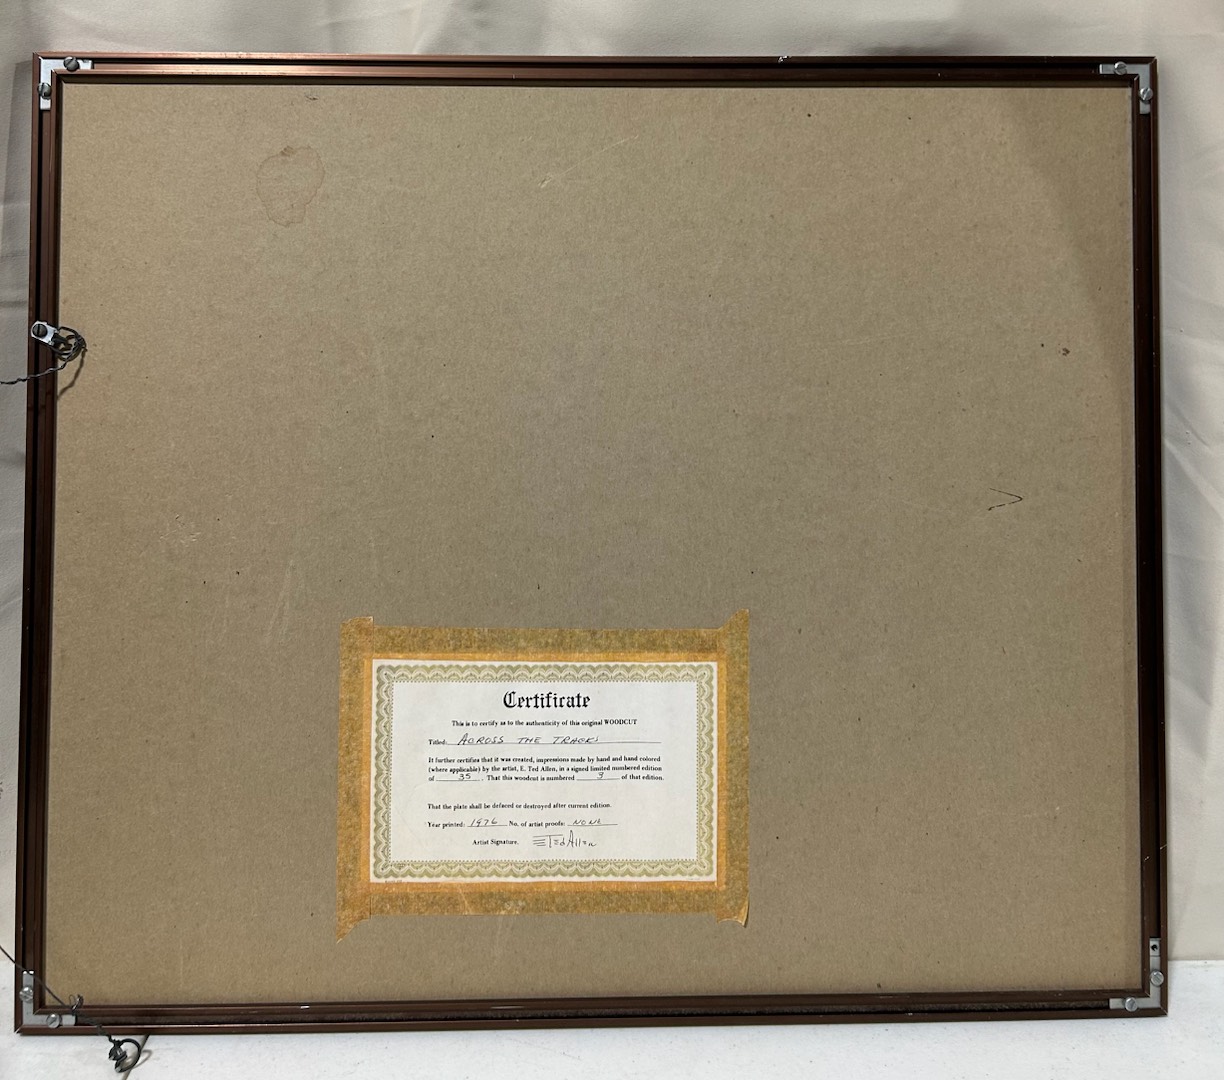 Certificate
This is to certify as to the authenticity of this original WOODCUT
Titled: ACROSS THE TRACKS
It further certifies that it was created, impressions made by hand and hand colored
(where applicable) by the artist, E. Ted Allen, in a signed limited numbered edition
of 35. That this woodcut is numbered 9 of that edition.
That the plate shall be defaced or destroyed after current edition.
Year printed: 1976 No. of artist proofs: NONE
Artist Signature. E Ted Allen